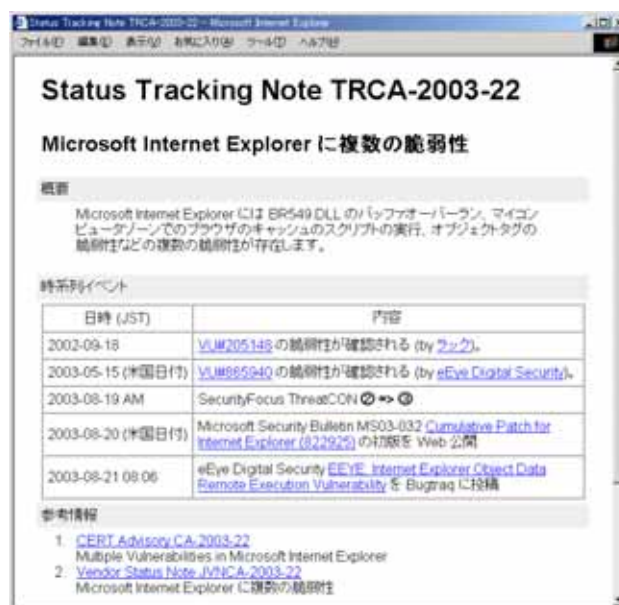 Status Tracking Note TRCA-2003-22 - Microsoft Internet Explorer
ファイル(F) 編集(E) 表示(V) お気に入り(A) ツール(T) ヘルプ(H)
Status Tracking Note TRCA-2003-22
Microsoft Internet Explorer に複数の脆弱性
概要
Microsoft Internet Explorer には BR549.DLL のバッファオーバーラン, マイコン
ピュータゾーンでのブラウザのキャッシュのスクリプトの実行, オブジェクトタグの
脆弱性などの複数の脆弱性が存在します。
時系列イベント
日時 (JST) 内容
2002-09-18 VU#205148 の脆弱性が確認される (by ラック)。
2003-05-15 (米国日付) VU#865940 の脆弱性が確認される (by eEye Digital Security)。
2003-08-19 AM SecurityFocus ThreatCON ② => ③
2003-08-20 (米国日付) Microsoft Security Bulletin MS03-032 Cumulative Patch for
Internet Explorer (822925) の初版を Web 公開
2003-08-21 08:06 eEye Digital Security EEYE: Internet Explorer Object Data
Remote Execution Vulnerability を Bugtraq に投稿
参考情報
1. CERT Advisory CA-2003-22
Multiple Vulnerabilities in Microsoft Internet Explorer
2. Vendor Status Note JVNCA-2003-22
Microsoft Internet Explorer に複数の脆弱性